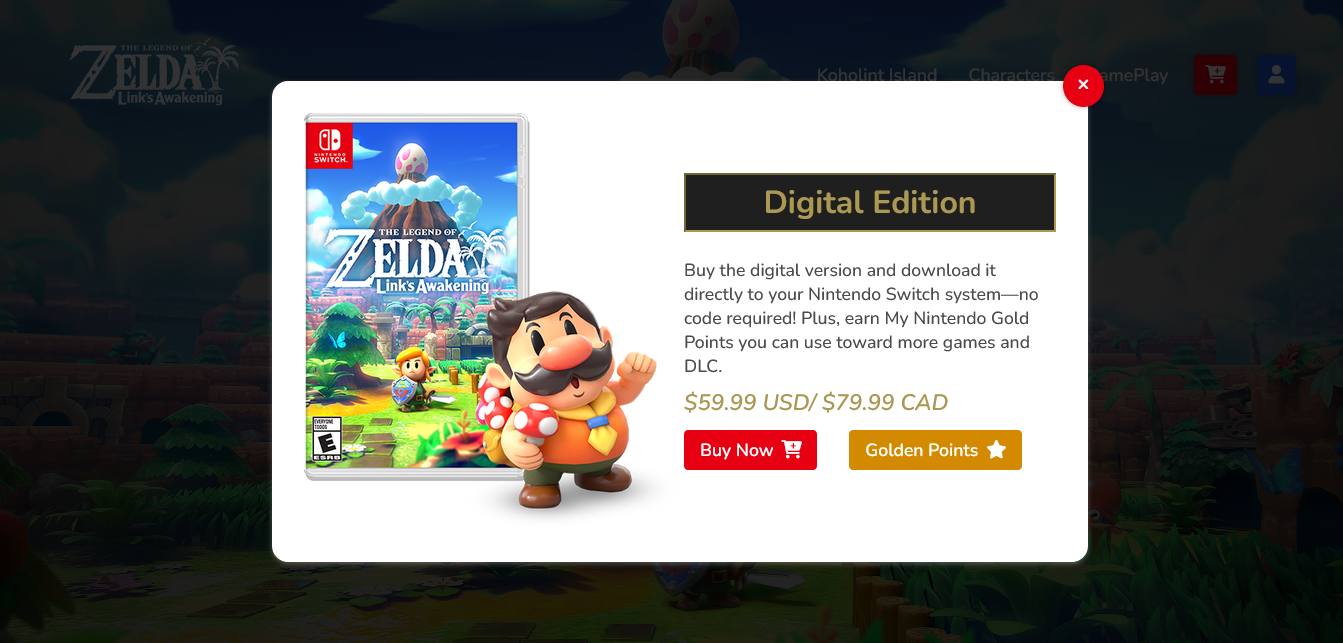 THE LEGEND OF
ZELDA
Link's Awakening
Koholint Island
Characters
GamePlay
×
NINTENDO
SWITCH
THE LEGEND OF
ZELDA
Link's Awakening
EVERYONE
TODOS
E
ESRB
Digital Edition
Buy the digital version and download it
directly to your Nintendo Switch system—no
code required! Plus, earn My Nintendo Gold
Points you can use toward more games and
DLC.
$59.99 USD/ $79.99 CAD
Buy Now
Golden Points